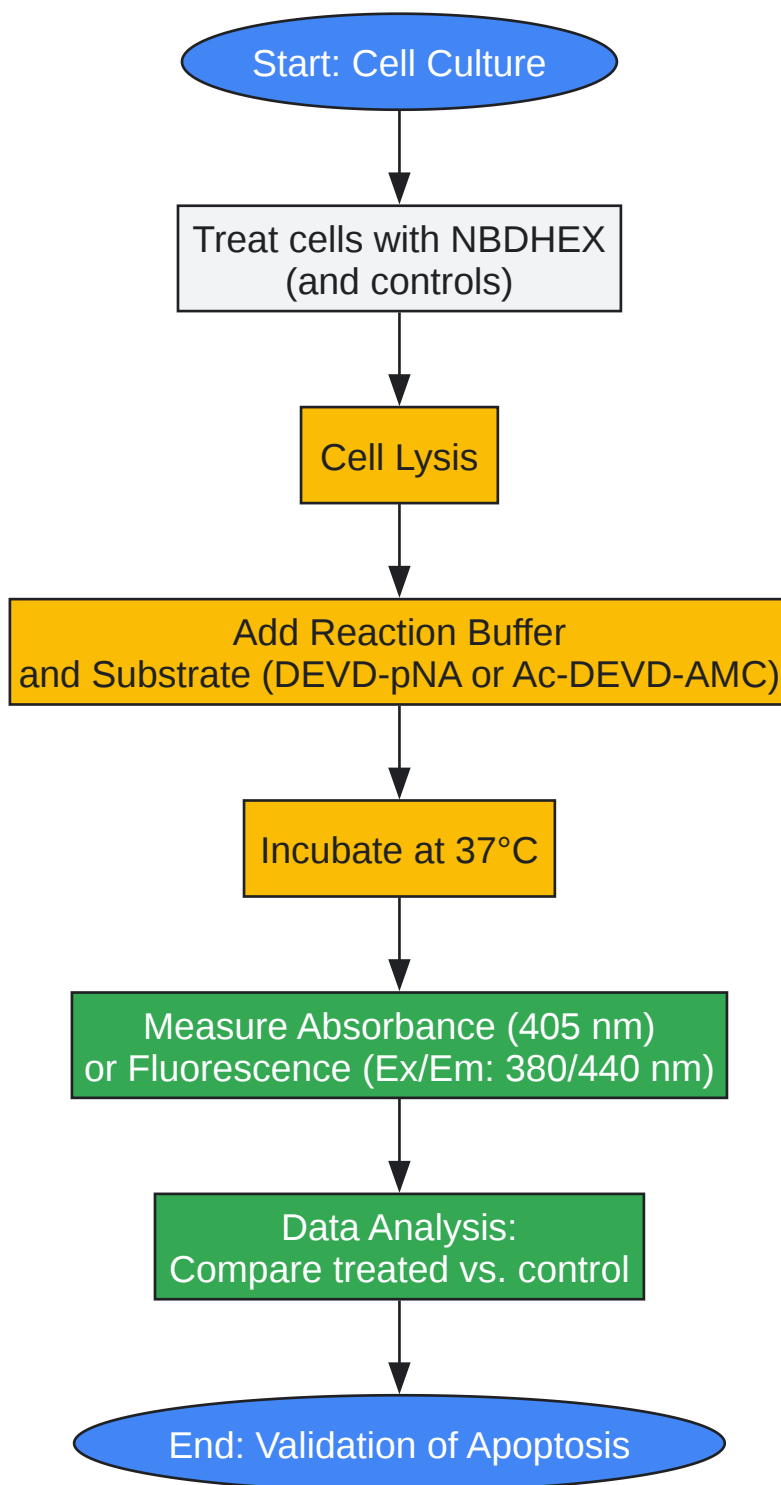 Start: Cell Culture
Treat cells with NBDHEX
(and controls)
Cell Lysis
Add Reaction Buffer
and Substrate (DEVD-pNA or Ac-DEVD-AMC)
Incubate at 37°C
Measure Absorbance (405 nm)
or Fluorescence (Ex/Em: 380/440 nm)
Data Analysis:
Compare treated vs. control
End: Validation of Apoptosis